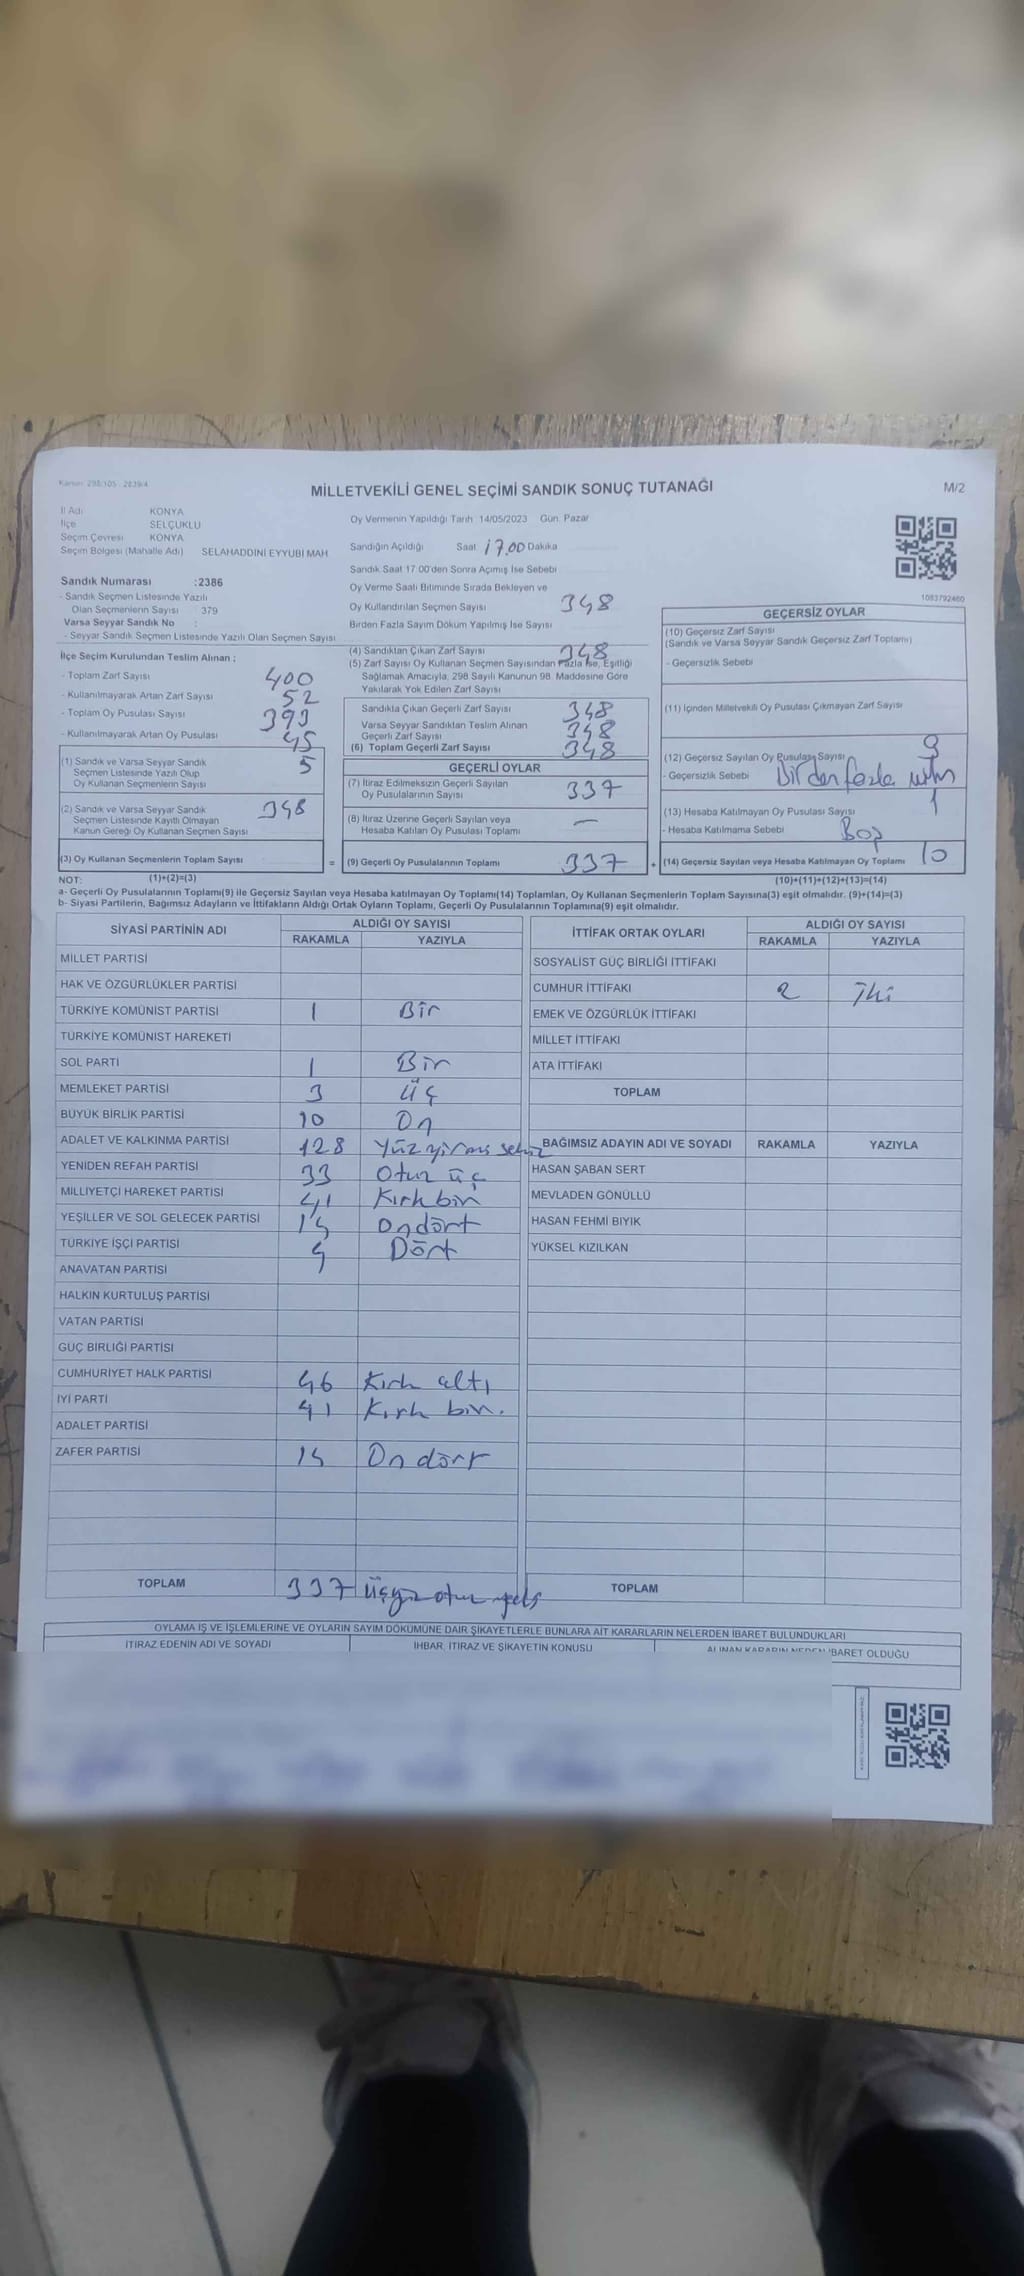 Kanun: 298/105 - 2839/4
MİLLETVEKİLİ GENEL SEÇİMİ SANDIK SONUÇ TUTANAĞI
M/2
İl Adı KONYA
İlçe SELÇUKLU
Seçim Çevresi KONYA
Seçim Bölgesi (Mahalle Adı) SELAHADDİNİ EYYUBİ MAH
Sandık Numarası :2386
- Sandık Seçmen Listesinde Yazılı
Olan Seçmenlerin Sayısı : 379
Varsa Seyyar Sandık No :
- Seyyar Sandık Seçmen Listesinde Yazılı Olan Seçmen Sayısı
Oy Vermenin Yapıldığı Tarih 14/05/2023 Gün: Pazar
Sandığın Açıldığı Saat 17.00 Dakika
Sandık Saat 17:00'den Sonra Açımış İse Sebebi
Oy Verme Saati Bitiminde Sırada Bekleyen ve
Oy Kullandırılan Seçmen Sayısı 348
Birden Fazla Sayım Döküm Yapılmış İse Sayısı
1083792460
İlçe Seçim Kurulundan Teslim Alınan :
- Toplam Zarf Sayısı 400
- Kullanılmayarak Artan Zarf Sayısı 52
- Toplam Oy Pusulası Sayısı 393
- Kullanılmayarak Artan Oy Pusulası 45
(1) Sandık ve Varsa Seyyar Sandık
Seçmen Listesinde Yazılı Olup
Oy Kullanan Seçmenlerin Sayısı 5
(2) Sandık ve Varsa Seyyar Sandık
Seçmen Listesinde Kayıtlı Olmayan
Kanun Gereği Oy Kullanan Seçmen Sayısı 348
(3) Oy Kullanan Seçmenlerin Toplam Sayısı =
(4) Sandıktan Çıkan Zarf Sayısı 348
(5) Zarf Sayısı Oy Kullanan Seçmen Sayısından Fazla İse, Eşitliği
Sağlamak Amacıyla, 298 Sayılı Kanunun 98. Maddesine Göre
Yakılarak Yok Edilen Zarf Sayısı
Sandıkta Çıkan Geçerli Zarf Sayısı 348
Varsa Seyyar Sandıktan Teslim Alınan
Geçerli Zarf Sayısı 348
(6) Toplam Geçerli Zarf Sayısı 348
GEÇERLİ OYLAR
(7) İtiraz Edilmeksizin Geçerli Sayılan
Oy Pusulalarının Sayısı 337
(8) İtiraz Üzerine Geçerli Sayılan veya
Hesaba Katılan Oy Pusulası Toplamı —
(9) Geçerli Oy Pusulalarının Toplamı 337 +
GEÇERSİZ OYLAR
(10) Geçersiz Zarf Sayısı
(Sandık ve Varsa Seyyar Sandık Geçersiz Zarf Toplamı)
- Geçersizlik Sebebi
(11) İçinden Milletvekili Oy Pusulası Çıkmayan Zarf Sayısı
(12) Geçersiz Sayılan Oy Pusulası Sayısı 9
- Geçersizlik Sebebi Birden fazla
(13) Hesaba Katılmayan Oy Pusulası Sayısı 1
- Hesaba Katılmama Sebebi Boş
(14) Geçersiz Sayılan veya Hesaba Katılmayan Oy Toplamı 10
NOT: (1)+(2)=(3) (10)+(11)+(12)+(13)=(14)
a- Geçerli Oy Pusulalarının Toplamı(9) ile Geçersiz Sayılan veya Hesaba katılmayan Oy Toplamı(14) Toplamları, Oy Kullanan Seçmenlerin Toplam Sayısına(3) eşit olmalıdır. (9)+(14)=(3)
b- Siyasi Partilerin, Bağımsız Adayların ve İttifakların Aldığı Ortak Oyların Toplamı, Geçerli Oy Pusulalarının Toplamına(9) eşit olmalıdır.
SİYASİ PARTİNİN ADI ALDIĞI OY SAYISI
RAKAMLA YAZIYLA
MİLLET PARTİSİ
HAK VE ÖZGÜRLÜKLER PARTİSİ
TÜRKİYE KOMÜNİST PARTİSİ 1 Bir
TÜRKİYE KOMÜNİST HAREKETİ
SOL PARTİ 1 Bir
MEMLEKET PARTİSİ 3 üç
BÜYÜK BİRLİK PARTİSİ 10 On
ADALET VE KALKINMA PARTİSİ 128 Yüz yirmi sekiz
YENİDEN REFAH PARTİSİ 33 Otuz üç
MİLLİYETÇİ HAREKET PARTİSİ 41 Kırk bir
YEŞİLLER VE SOL GELECEK PARTİSİ 14 Ondört
TÜRKİYE İŞÇİ PARTİSİ 4 Dört
ANAVATAN PARTİSİ
HALKIN KURTULUŞ PARTİSİ
VATAN PARTİSİ
GÜÇ BİRLİĞİ PARTİSİ
CUMHURİYET HALK PARTİSİ 46 Kırk altı
İYİ PARTİ 41 Kırk bir.
ADALET PARTİSİ
ZAFER PARTİSİ 14 On dört
TOPLAM 337 üçyüz otuz yedi
İTTİFAK ORTAK OYLARI ALDIĞI OY SAYISI
RAKAMLA YAZIYLA
SOSYALİST GÜÇ BİRLİĞİ İTTİFAKI
CUMHUR İTTİFAKI 2 İki
EMEK VE ÖZGÜRLÜK İTTİFAKI
MİLLET İTTİFAKI
ATA İTTİFAKI
TOPLAM
BAĞIMSIZ ADAYIN ADI VE SOYADI RAKAMLA YAZIYLA
HASAN ŞABAN SERT
MEVLADEN GÖNÜLLÜ
HASAN FEHMİ BIYIK
YÜKSEL KIZILKAN
TOPLAM
OYLAMA İŞ VE İŞLEMLERİNE VE OYLARIN SAYIM DÖKÜMÜNE DAİR ŞİKAYETLERLE BUNLARA AİT KARARLARIN NELERDEN İBARET BULUNDUKLARI
İTİRAZ EDENİN ADI VE SOYADI İHBAR, İTİRAZ VE ŞİKAYETİN KONUSU ALINAN KARARIN NEDEN İBARET OLDUĞU